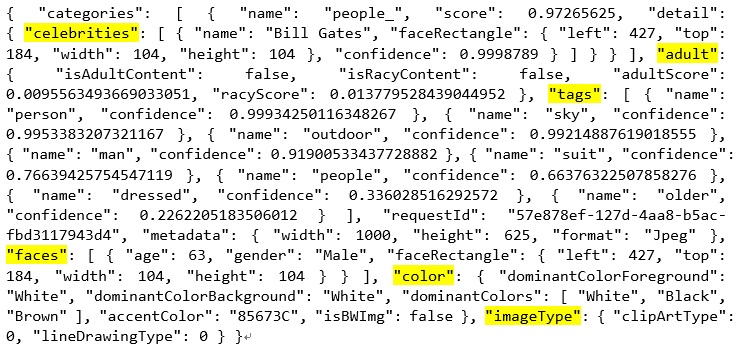 { "categories": [ { "name": "people_", "score": 0.97265625, "detail":
{ "celebrities": [ { "name": "Bill Gates", "faceRectangle": { "left": 427, "top":
184, "width": 104, "height": 104 }, "confidence": 0.9998789 } ] } } ], "adult":
{ "isAdultContent": false, "isRacyContent": false, "adultScore":
0.0095563493669033051, "racyScore": 0.013779528439044952 }, "tags": [ { "name":
"person", "confidence": 0.99934250116348267 }, { "name": "sky", "confidence":
0.9953383207321167 }, { "name": "outdoor", "confidence": 0.99214887619018555 },
{ "name": "man", "confidence": 0.91900533437728882 }, { "name": "suit", "confidence":
0.76639425754547119 }, { "name": "people", "confidence": 0.66376322507858276 },
{ "name": "dressed", "confidence": 0.336028516292572 }, { "name": "older",
"confidence": 0.2262205183506012 } ], "requestId": "57e878ef-127d-4aa8-b5ac-
fbd3117943d4", "metadata": { "width": 1000, "height": 625, "format": "Jpeg" },
"faces": [ { "age": 63, "gender": "Male", "faceRectangle": { "left": 427, "top":
184, "width": 104, "height": 104 } } ], "color": { "dominantColorForeground":
"White", "dominantColorBackground": "White", "dominantColors": [ "White", "Black",
"Brown" ], "accentColor": "85673C", "isBWImg": false }, "imageType": { "clipArtType":
0, "lineDrawingType": 0 } }